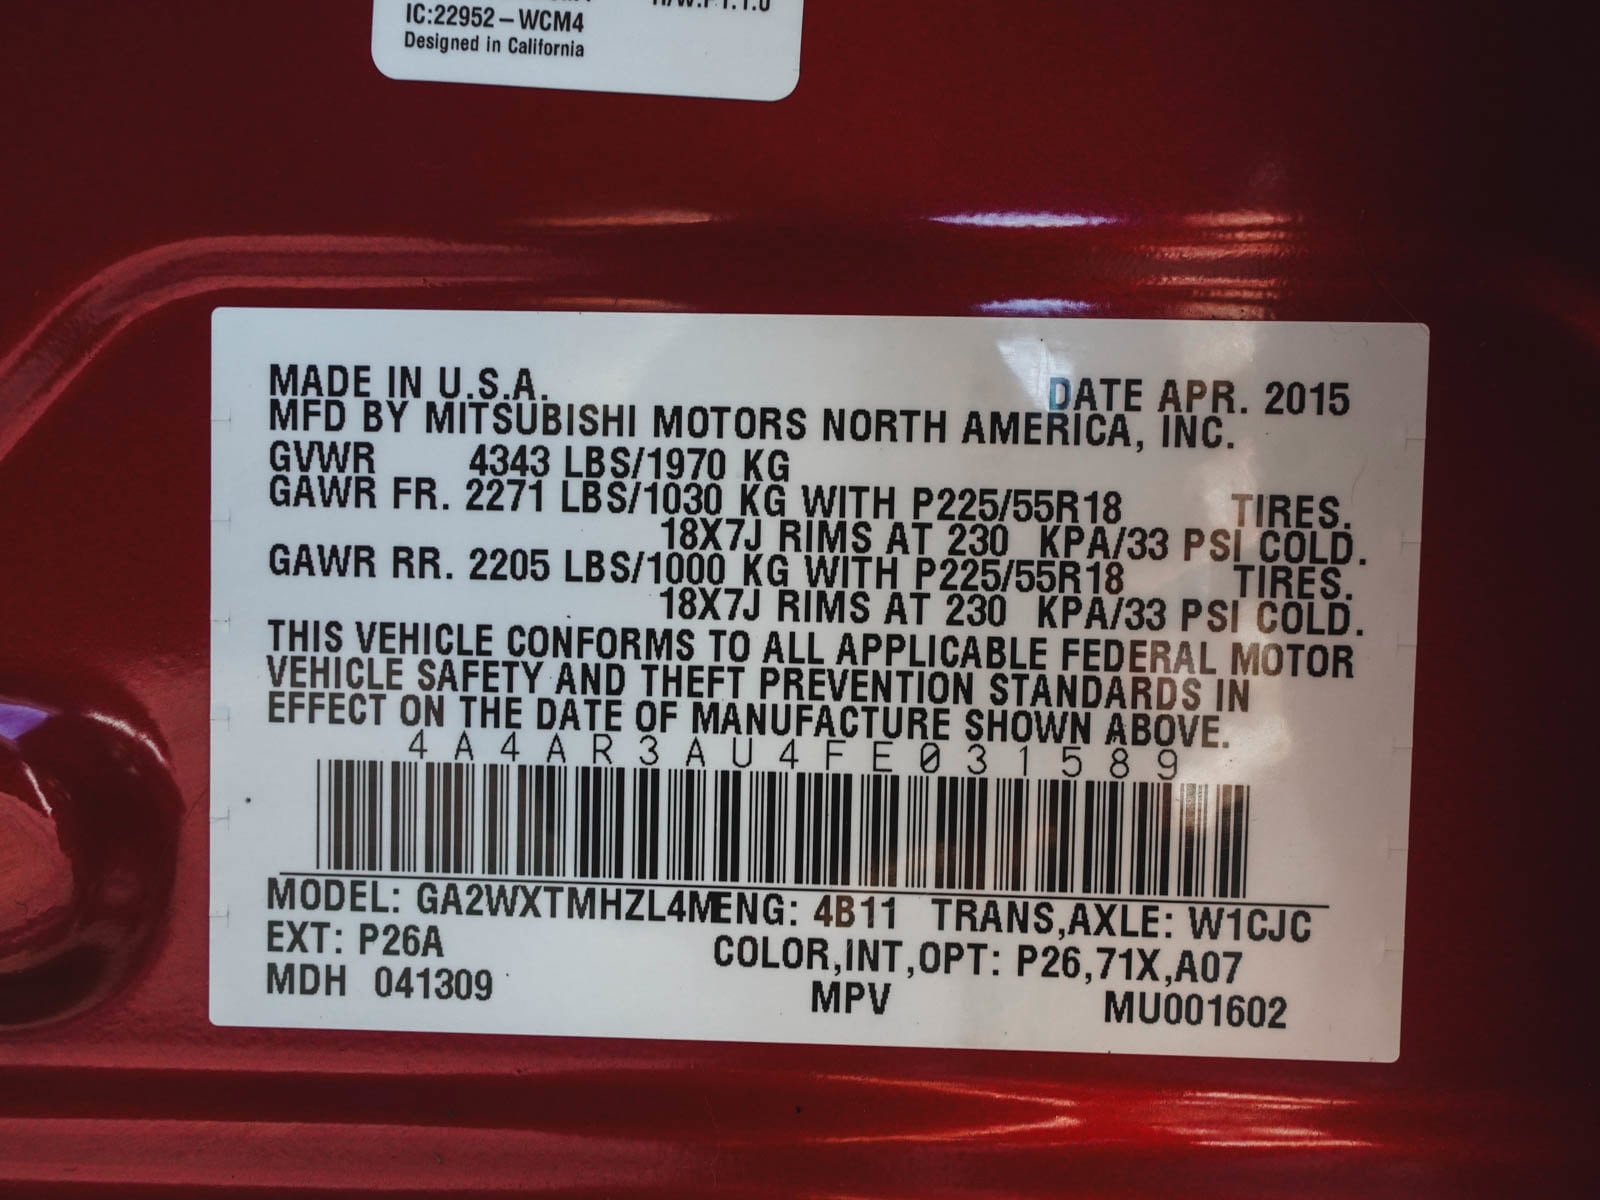 IC:22952-WCM4
Designed in California
MADE IN U.S.A. DATE APR. 2015
MFD BY MITSUBISHI MOTORS NORTH AMERICA, INC.
GVWR 4343 LBS/1970 KG
GAWR FR. 2271 LBS/1030 KG WITH P225/55R18 TIRES.
18X7J RIMS AT 230 KPA/33 PSI COLD.
GAWR RR. 2205 LBS/1000 KG WITH P225/55R18 TIRES.
18X7J RIMS AT 230 KPA/33 PSI COLD.
THIS VEHICLE CONFORMS TO ALL APPLICABLE FEDERAL MOTOR
VEHICLE SAFETY AND THEFT PREVENTION STANDARDS IN
EFFECT ON THE DATE OF MANUFACTURE SHOWN ABOVE.
4A4AR3AU4FE031589
MODEL: GA2WXTMHZL4M ENG: 4B11 TRANS,AXLE: W1CJC
EXT: P26A COLOR,INT,OPT: P26,71X,A07
MDH 041309 MPV MU001602